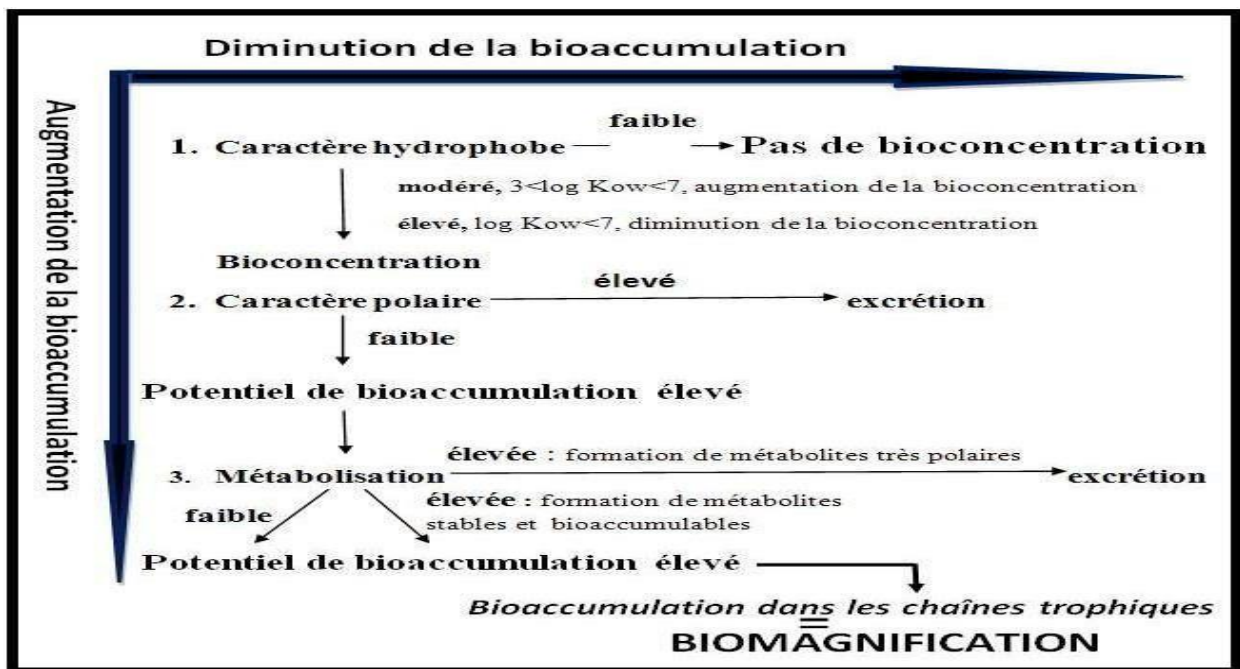 Diminution de la bioaccumulation
Augmentation de la bioaccumulation
faible
1. Caractère hydrophobe Pas de bioconcentration
modéré, 3<log Kow<7, augmentation de la bioconcentration
élevé, log Kow<7, diminution de la bioconcentration
Bioconcentration
élevé
2. Caractère polaire excrétion
faible
Potentiel de bioaccumulation élevé
élevée : formation de métabolites très polaires
3. Métabolisation excrétion
élevée : formation de métabolites
faible
stables et bioaccumulables
Potentiel de bioaccumulation élevé
Bioaccumulation dans les chaînes trophiques
=
BIOMAGNIFICATION